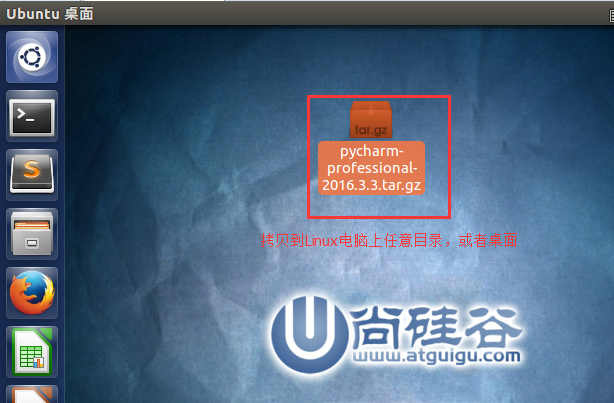 Ubuntu 桌面
tar.gz
pycharm-
professional-
2016.3.3.tar.gz
拷贝到Linux电脑上任意目录，或者桌面
尚硅谷
www.atguigu.com